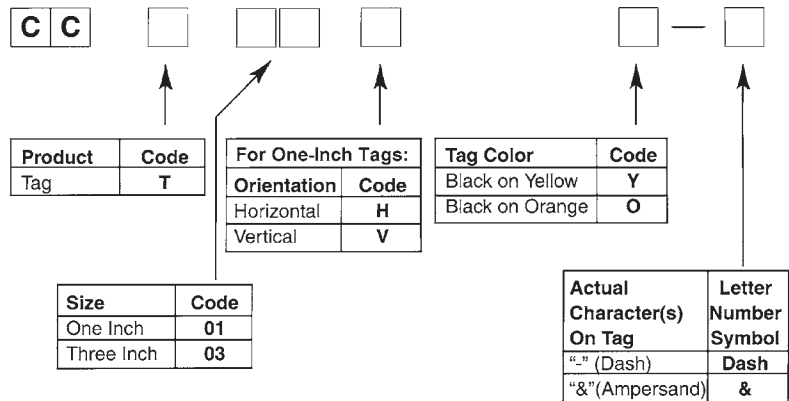 C C —
Product Code
Tag T
For One-Inch Tags:
Orientation Code
Horizontal H
Vertical V
Tag Color Code
Black on Yellow Y
Black on Orange O
Size Code
One Inch 01
Three Inch 03
Actual Letter
Character(s) Number
On Tag Symbol
“-” (Dash) Dash
“&”(Ampersand) &